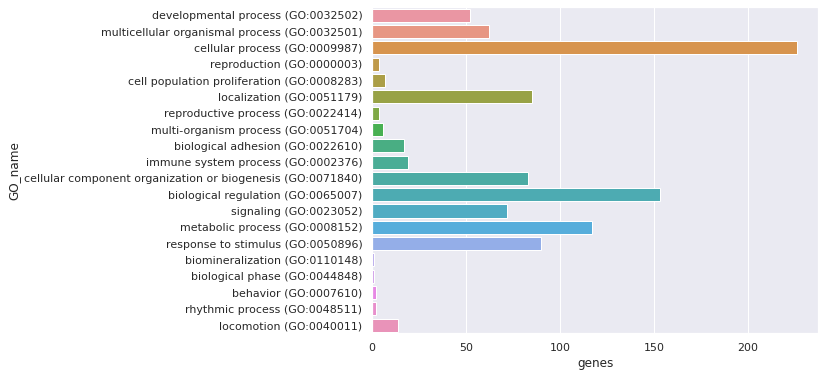 developmental process (GO:0032502)
multicellular organismal process (GO:0032501)
cellular process (GO:0009987)
reproduction (GO:0000003)
cell population proliferation (GO:0008283)
localization (GO:0051179)
reproductive process (GO:0022414)
multi-organism process (GO:0051704)
biological adhesion (GO:0022610)
immune system process (GO:0002376)
cellular component organization or biogenesis (GO:0071840)
biological regulation (GO:0065007)
signaling (GO:0023052)
metabolic process (GO:0008152)
response to stimulus (GO:0050896)
biomineralization (GO:0110148)
biological phase (GO:0044848)
behavior (GO:0007610)
rhythmic process (GO:0048511)
locomotion (GO:0040011)
GO_name
0 50 100 150 200
genes